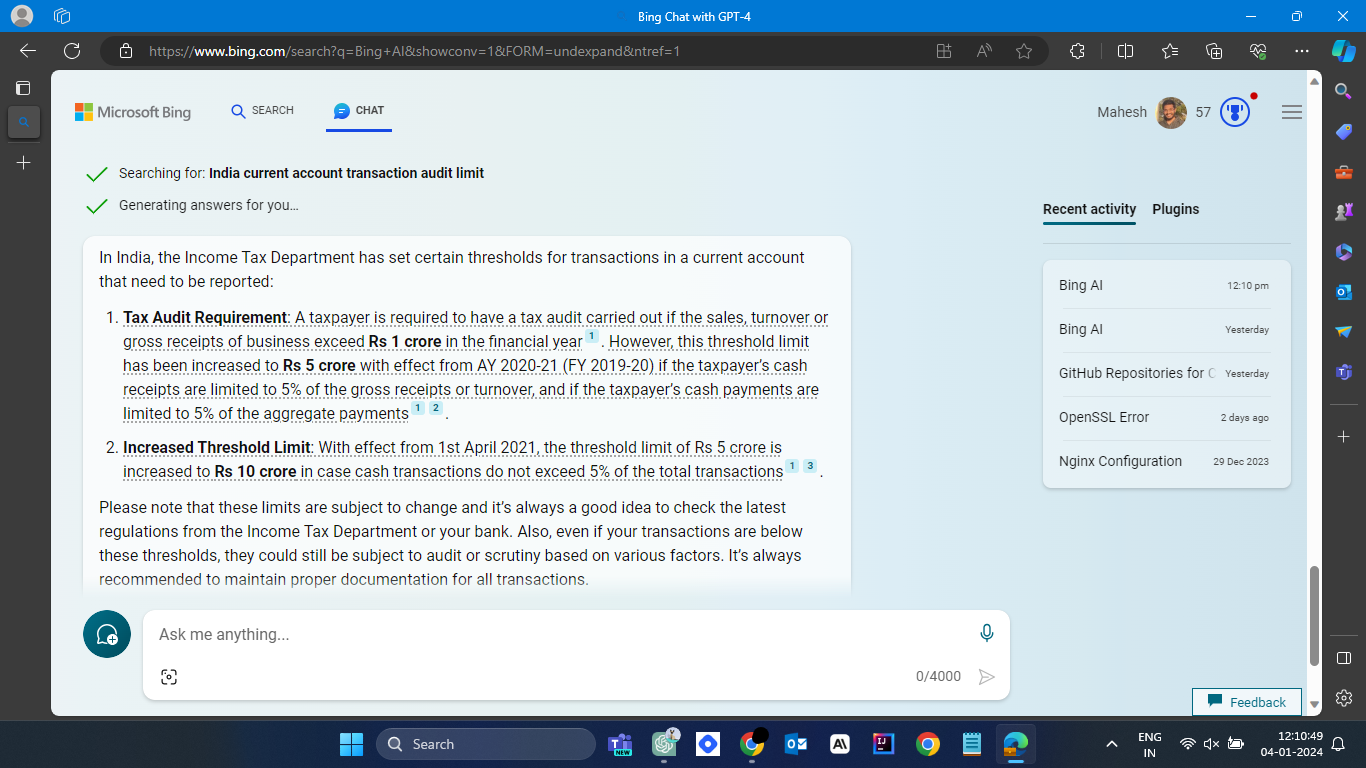 Bing Chat with GPT-4
https://www.bing.com/search?q=Bing+AI&showconv=1&FORM=undexpand&ntref=1
Microsoft Bing
SEARCH
CHAT
Mahesh
57
Searching for: India current account transaction audit limit
Generating answers for you...
In India, the Income Tax Department has set certain thresholds for transactions in a current account
that need to be reported:
1. Tax Audit Requirement: A taxpayer is required to have a tax audit carried out if the sales, turnover or
gross receipts of business exceed Rs 1 crore in the financial year 1 . However, this threshold limit
has been increased to Rs 5 crore with effect from AY 2020-21 (FY 2019-20) if the taxpayer's cash
receipts are limited to 5% of the gross receipts or turnover, and if the taxpayer's cash payments are
limited to 5% of the aggregate payments 1 2 .
2. Increased Threshold Limit: With effect from 1st April 2021, the threshold limit of Rs 5 crore is
increased to Rs 10 crore in case cash transactions do not exceed 5% of the total transactions 1 3 .
Please note that these limits are subject to change and it's always a good idea to check the latest
regulations from the Income Tax Department or your bank. Also, even if your transactions are below
these thresholds, they could still be subject to audit or scrutiny based on various factors. It's always
recommended to maintain proper documentation for all transactions.
Recent activity
Plugins
Bing AI 12:10 pm
Bing AI Yesterday
GitHub Repositories for C Yesterday
OpenSSL Error 2 days ago
Nginx Configuration 29 Dec 2023
Ask me anything...
0/4000
Feedback
Search
NEW
ENG
IN
12:10:49
04-01-2024